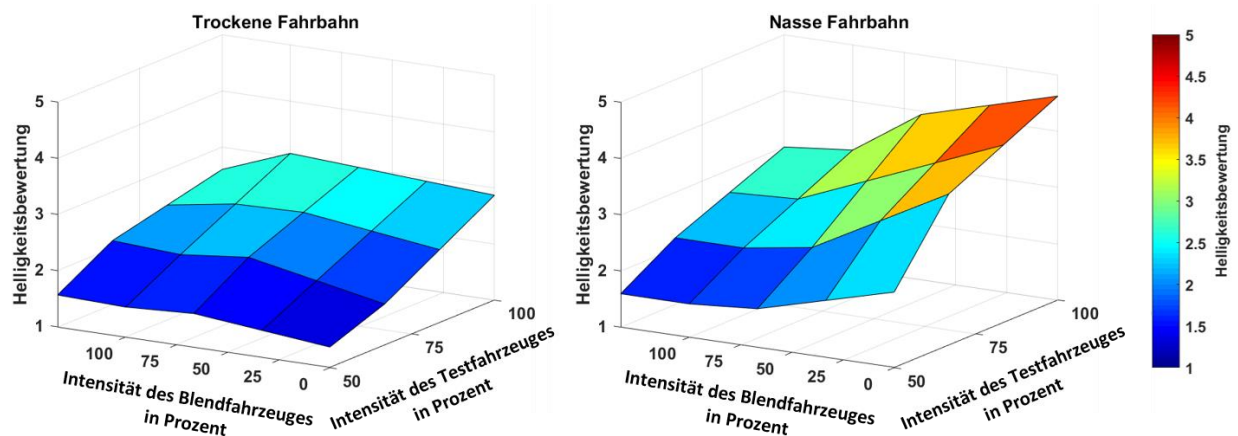 Trockene Fahrbahn
5
4
3
2
1
Helligkeitsbewertung
100
75
50
25
0
50
75
100
Intensität des Blendfahrzeuges
in Prozent
Intensität des Testfahrzeuges
in Prozent
Nasse Fahrbahn
5
4
3
2
1
Helligkeitsbewertung
100
75
50
25
0
50
75
100
Intensität des Blendfahrzeuges
in Prozent
Intensität des Testfahrzeuges
in Prozent
5
4.5
4
3.5
3
2.5
2
1.5
1
Helligkeitsbewertung